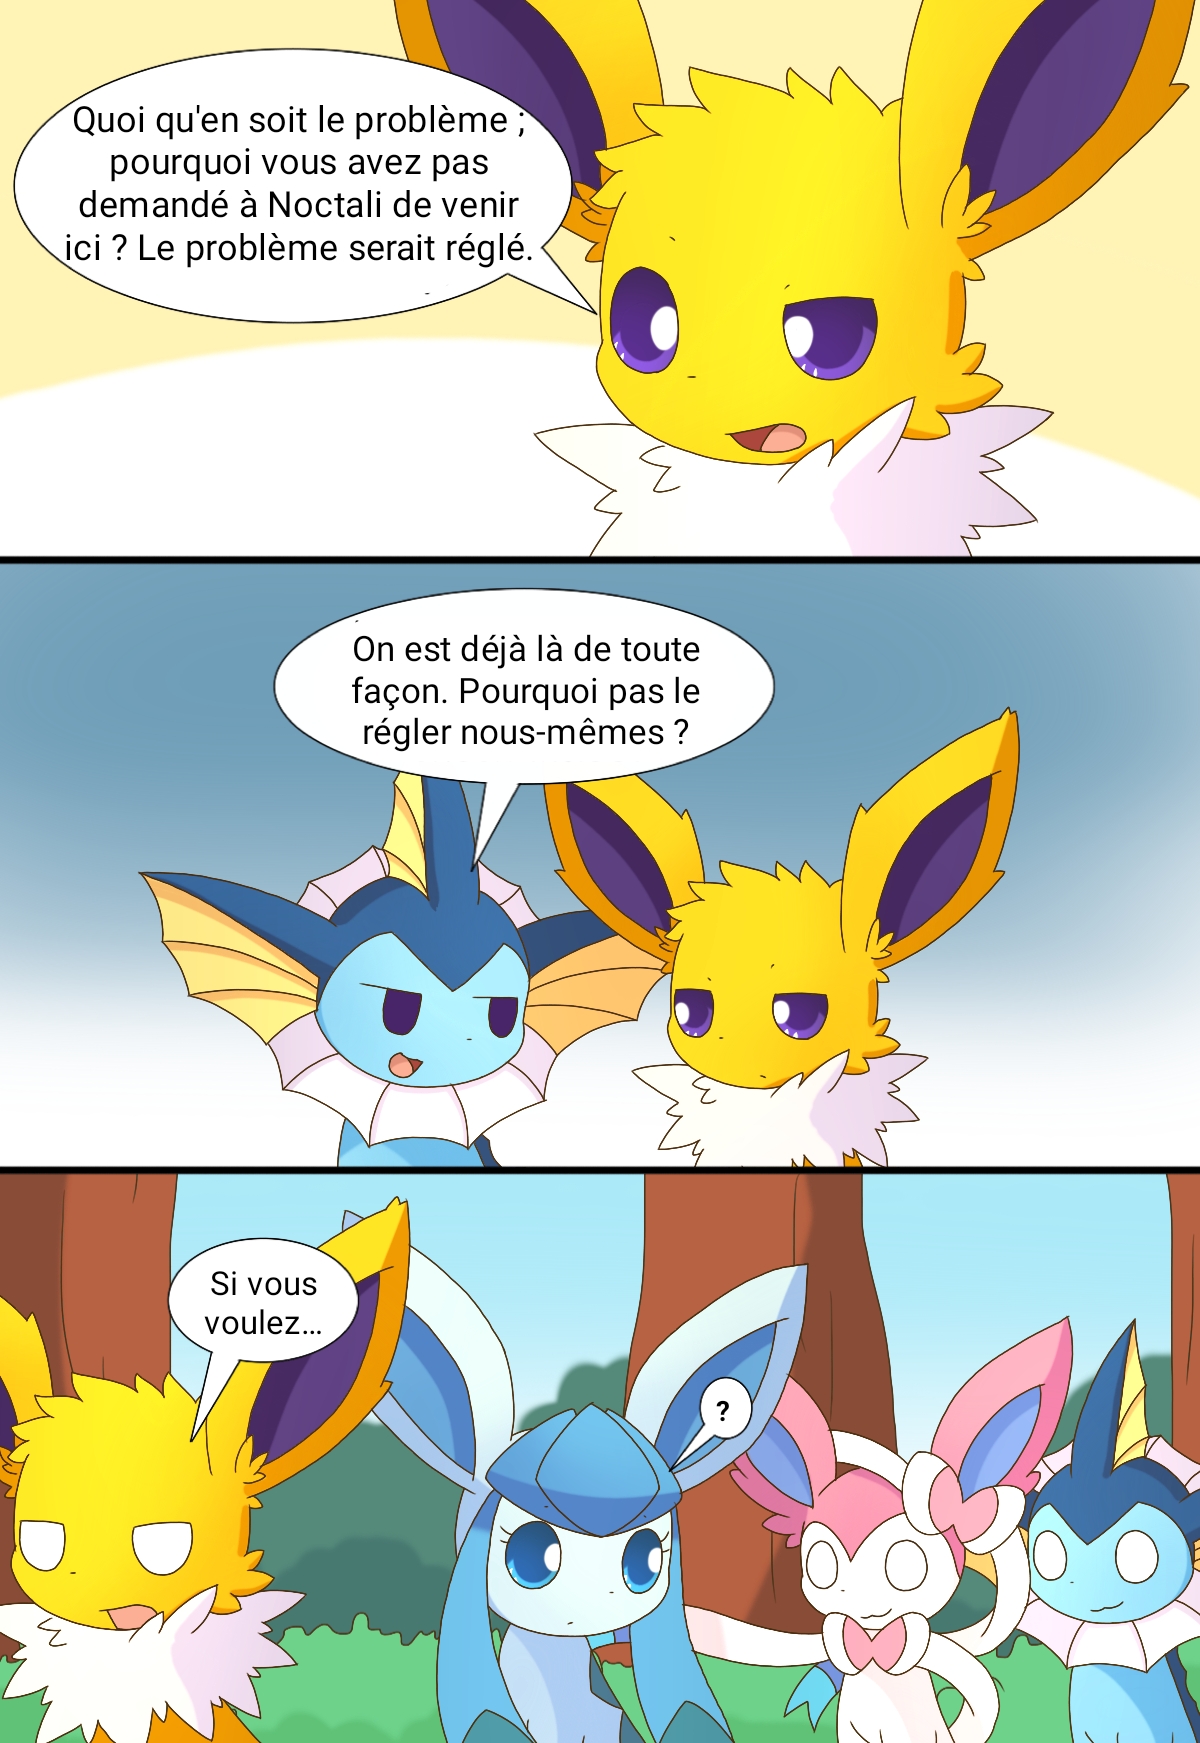 Quoi qu'en soit le problème ;
pourquoi vous avez pas
demandé à Noctali de venir
ici ? Le problème serait réglé.
On est déjà là de toute
façon. Pourquoi pas le
régler nous-mêmes ?
Si vous
voulez...
?